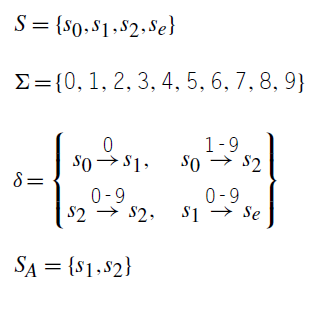 S = {s₀, s₁, s₂, sₑ}
Σ = {0, 1, 2, 3, 4, 5, 6, 7, 8, 9}
δ = { s₀ →⁰ s₁, s₀ →¹⁻⁹ s₂
s₂ →⁰⁻⁹ s₂, s₁ →⁰⁻⁹ sₑ }
S_A = {s₁, s₂}